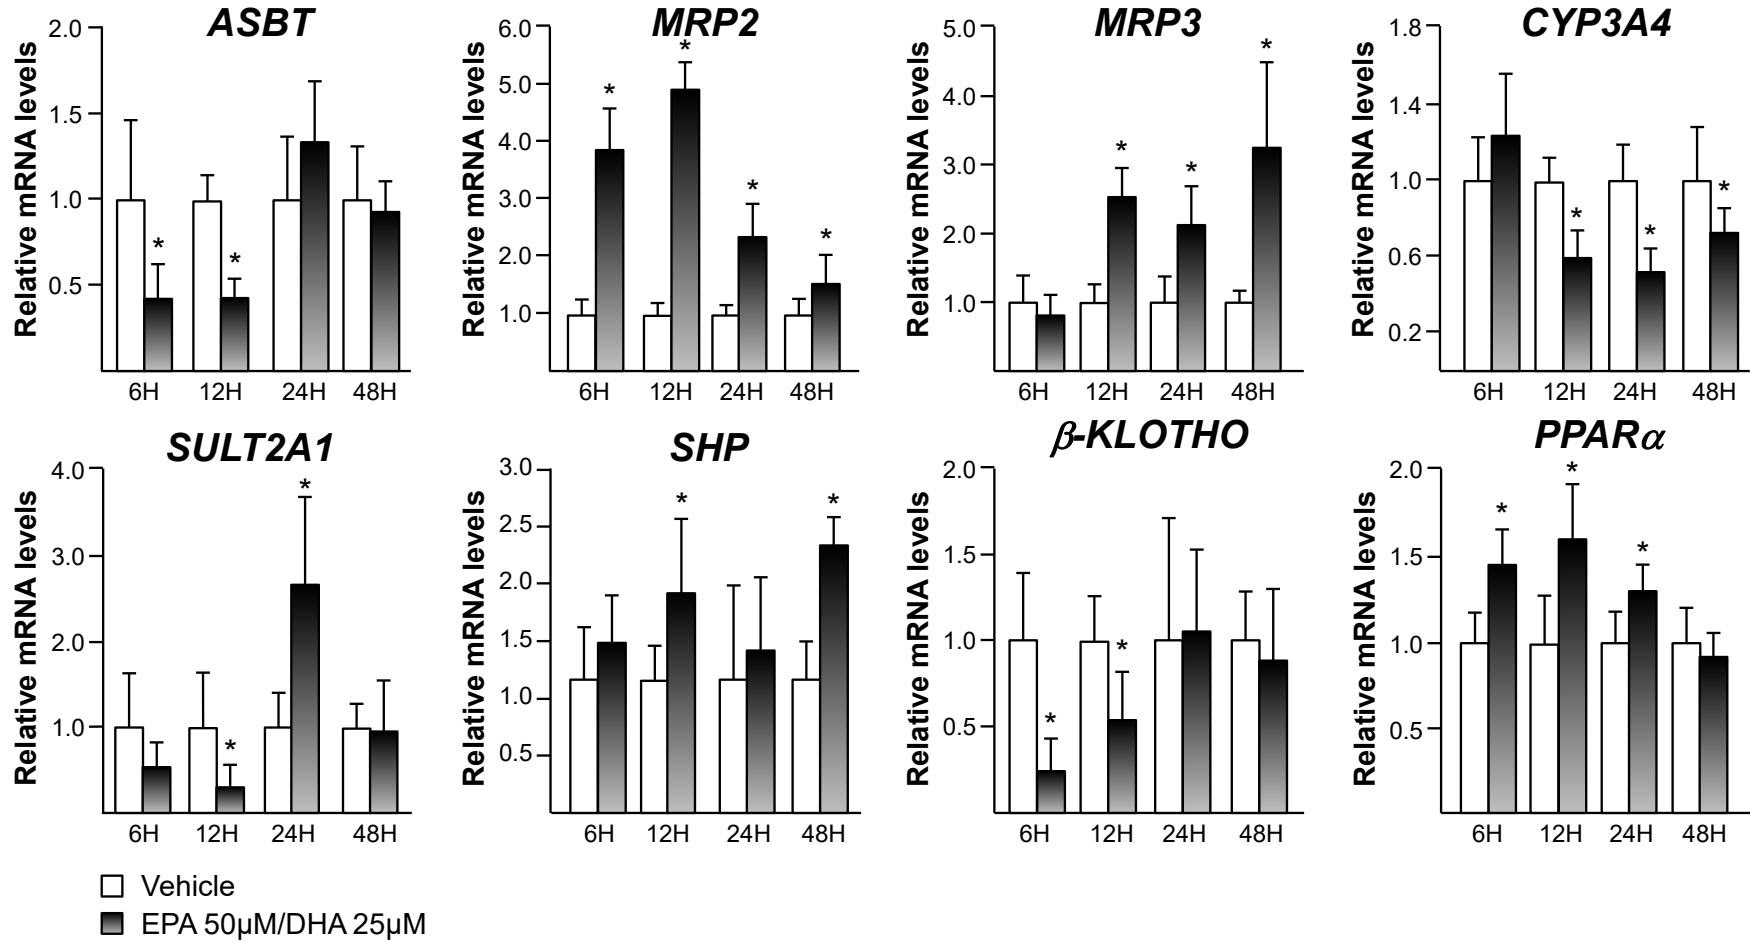 ASBT
Relative mRNA levels
2.0
1.5
1.0
0.5
*
*
6H 12H 24H 48H
MRP2
Relative mRNA levels
6.0
5.0
4.0
3.0
2.0
1.0
*
*
*
*
6H 12H 24H 48H
MRP3
Relative mRNA levels
5.0
4.0
3.0
2.0
1.0
*
*
*
6H 12H 24H 48H
CYP3A4
Relative mRNA levels
1.8
1.4
1.0
0.6
0.2
*
*
*
6H 12H 24H 48H
SULT2A1
Relative mRNA levels
4.0
3.0
2.0
1.0
*
*
6H 12H 24H 48H
SHP
Relative mRNA levels
3.0
2.5
2.0
1.5
1.0
0.5
*
*
6H 12H 24H 48H
β-KLOTHO
Relative mRNA levels
2.0
1.5
1.0
0.5
*
*
6H 12H 24H 48H
PPARα
Relative mRNA levels
2.0
1.5
1.0
0.5
*
*
*
6H 12H 24H 48H
Vehicle
EPA 50μM/DHA 25μM